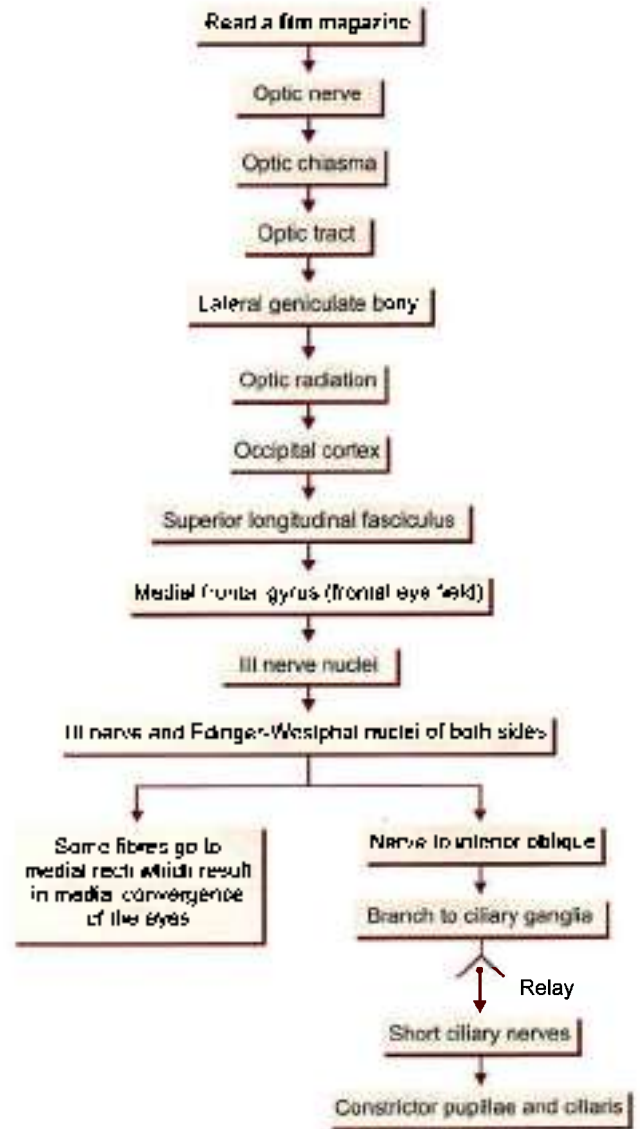 Read a film magazine
Optic nerve
Optic chiasma
Optic tract
Lateral geniculate bony
Optic radiation
Occipital cortex
Superior longitudinal fasciculus
Medial frontal gyrus (frontal eye field)
III nerve nuclei
III nerve and Edinger-Westphal nuclei of both sides
Some fibres go to
medial recti which result
in medial convergence
of the eyes
Nerve to inferior oblique
Branch to ciliary ganglia
Relay
Short ciliary nerves
Constrictor pupillae and ciliaris